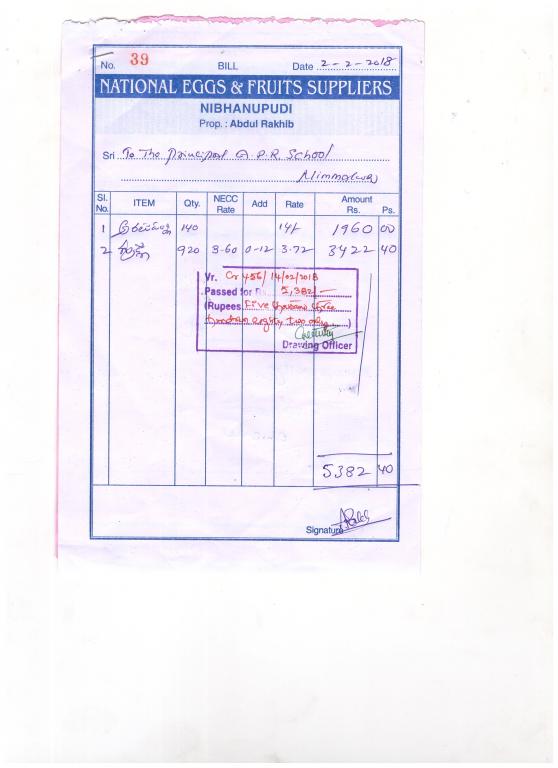 No. 39 BILL Date 2-2-2018
NATIONAL EGGS & FRUITS SUPPLIERS
NIBHANUPUDI
Prop. : Abdul Rakhib
Sri To The Principal A.P.R. School
Nimmakuru
Sl. No. ITEM Qty. NECC Rate Add Rate Amount Rs. Ps.
1 140 14/- 1960 00
2 920 3-60 0-12 3.72 3422 40
Vr. Cr 456/14/02/2018
Passed for Rs. 5,382/-
(Rupees Five thousand three
hundred eighty two only)
Drawing Officer
5382 40
Signature